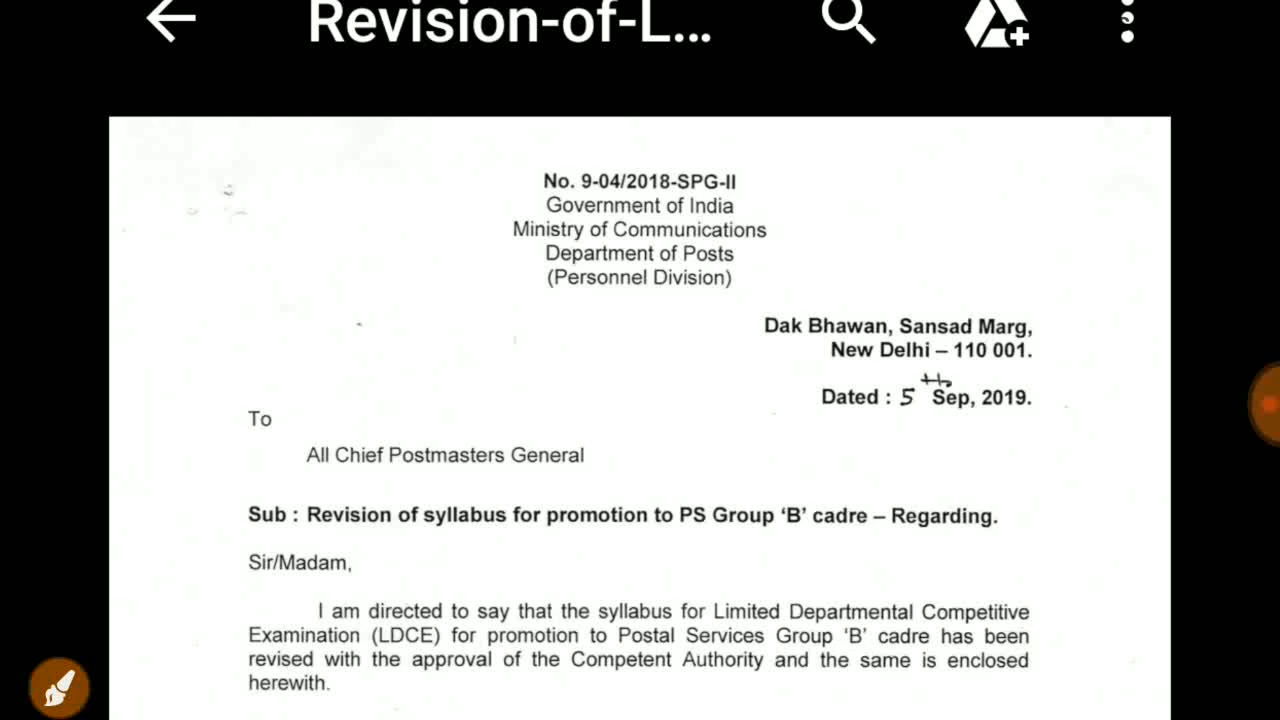 Revision-of-L...
No. 9-04/2018-SPG-II
Government of India
Ministry of Communications
Department of Posts
(Personnel Division)
Dak Bhawan, Sansad Marg,
New Delhi – 110 001.
Dated : 5th Sep, 2019.
To
All Chief Postmasters General
Sub : Revision of syllabus for promotion to PS Group ‘B’ cadre – Regarding.
Sir/Madam,
I am directed to say that the syllabus for Limited Departmental Competitive
Examination (LDCE) for promotion to Postal Services Group ‘B’ cadre has been
revised with the approval of the Competent Authority and the same is enclosed
herewith.